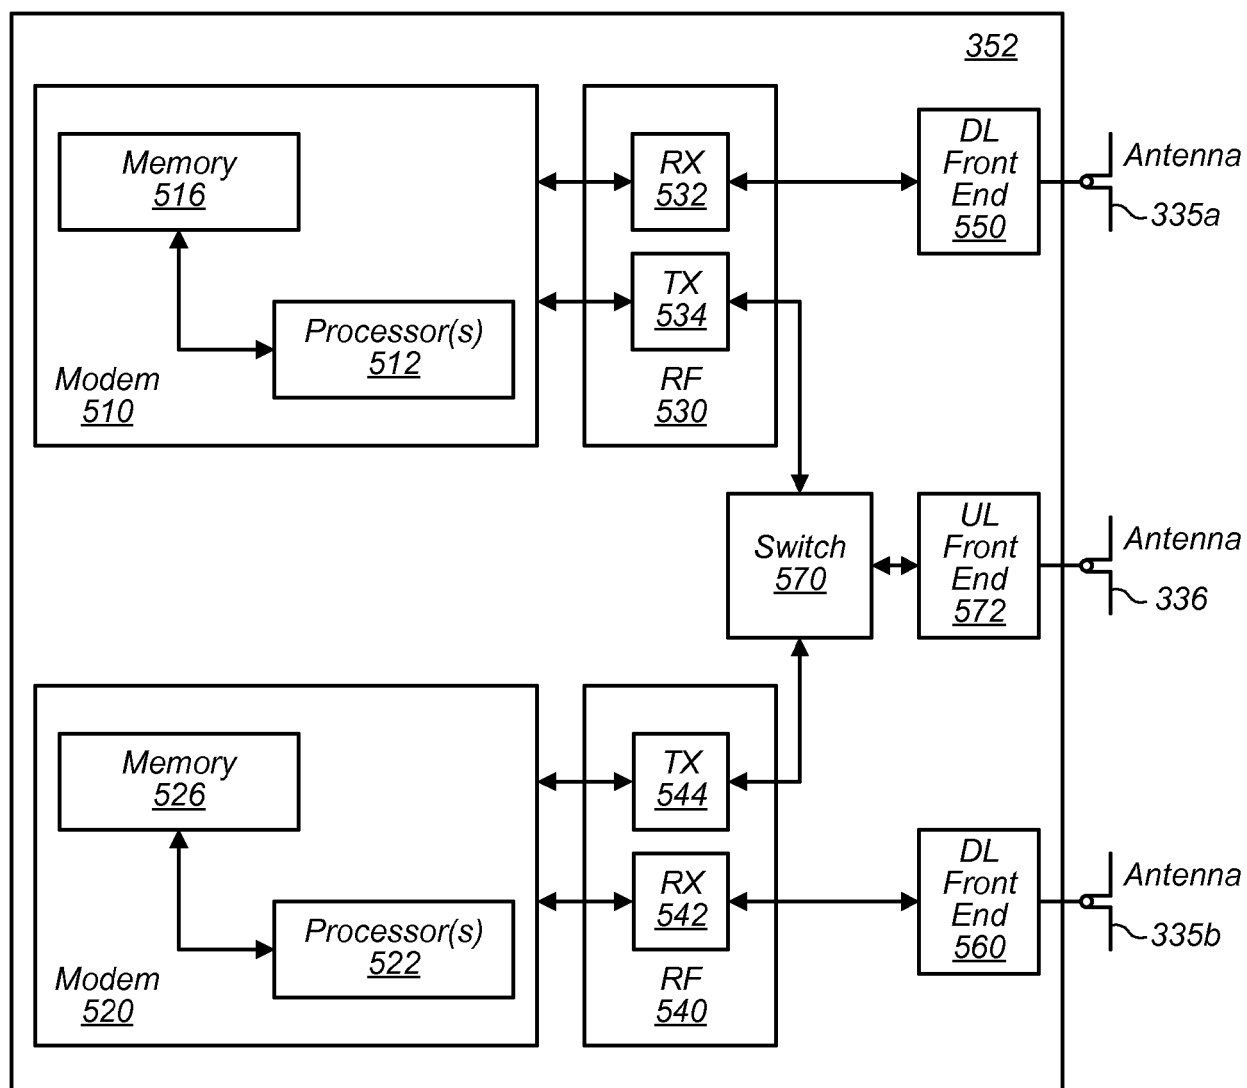 352
Memory
516
Processor(s)
512
Modem
510
RX
532
TX
534
RF
530
DL
Front
End
550
Antenna
335a
Switch
570
UL
Front
End
572
Antenna
336
Memory
526
Processor(s)
522
Modem
520
TX
544
RX
542
RF
540
DL
Front
End
560
Antenna
335b